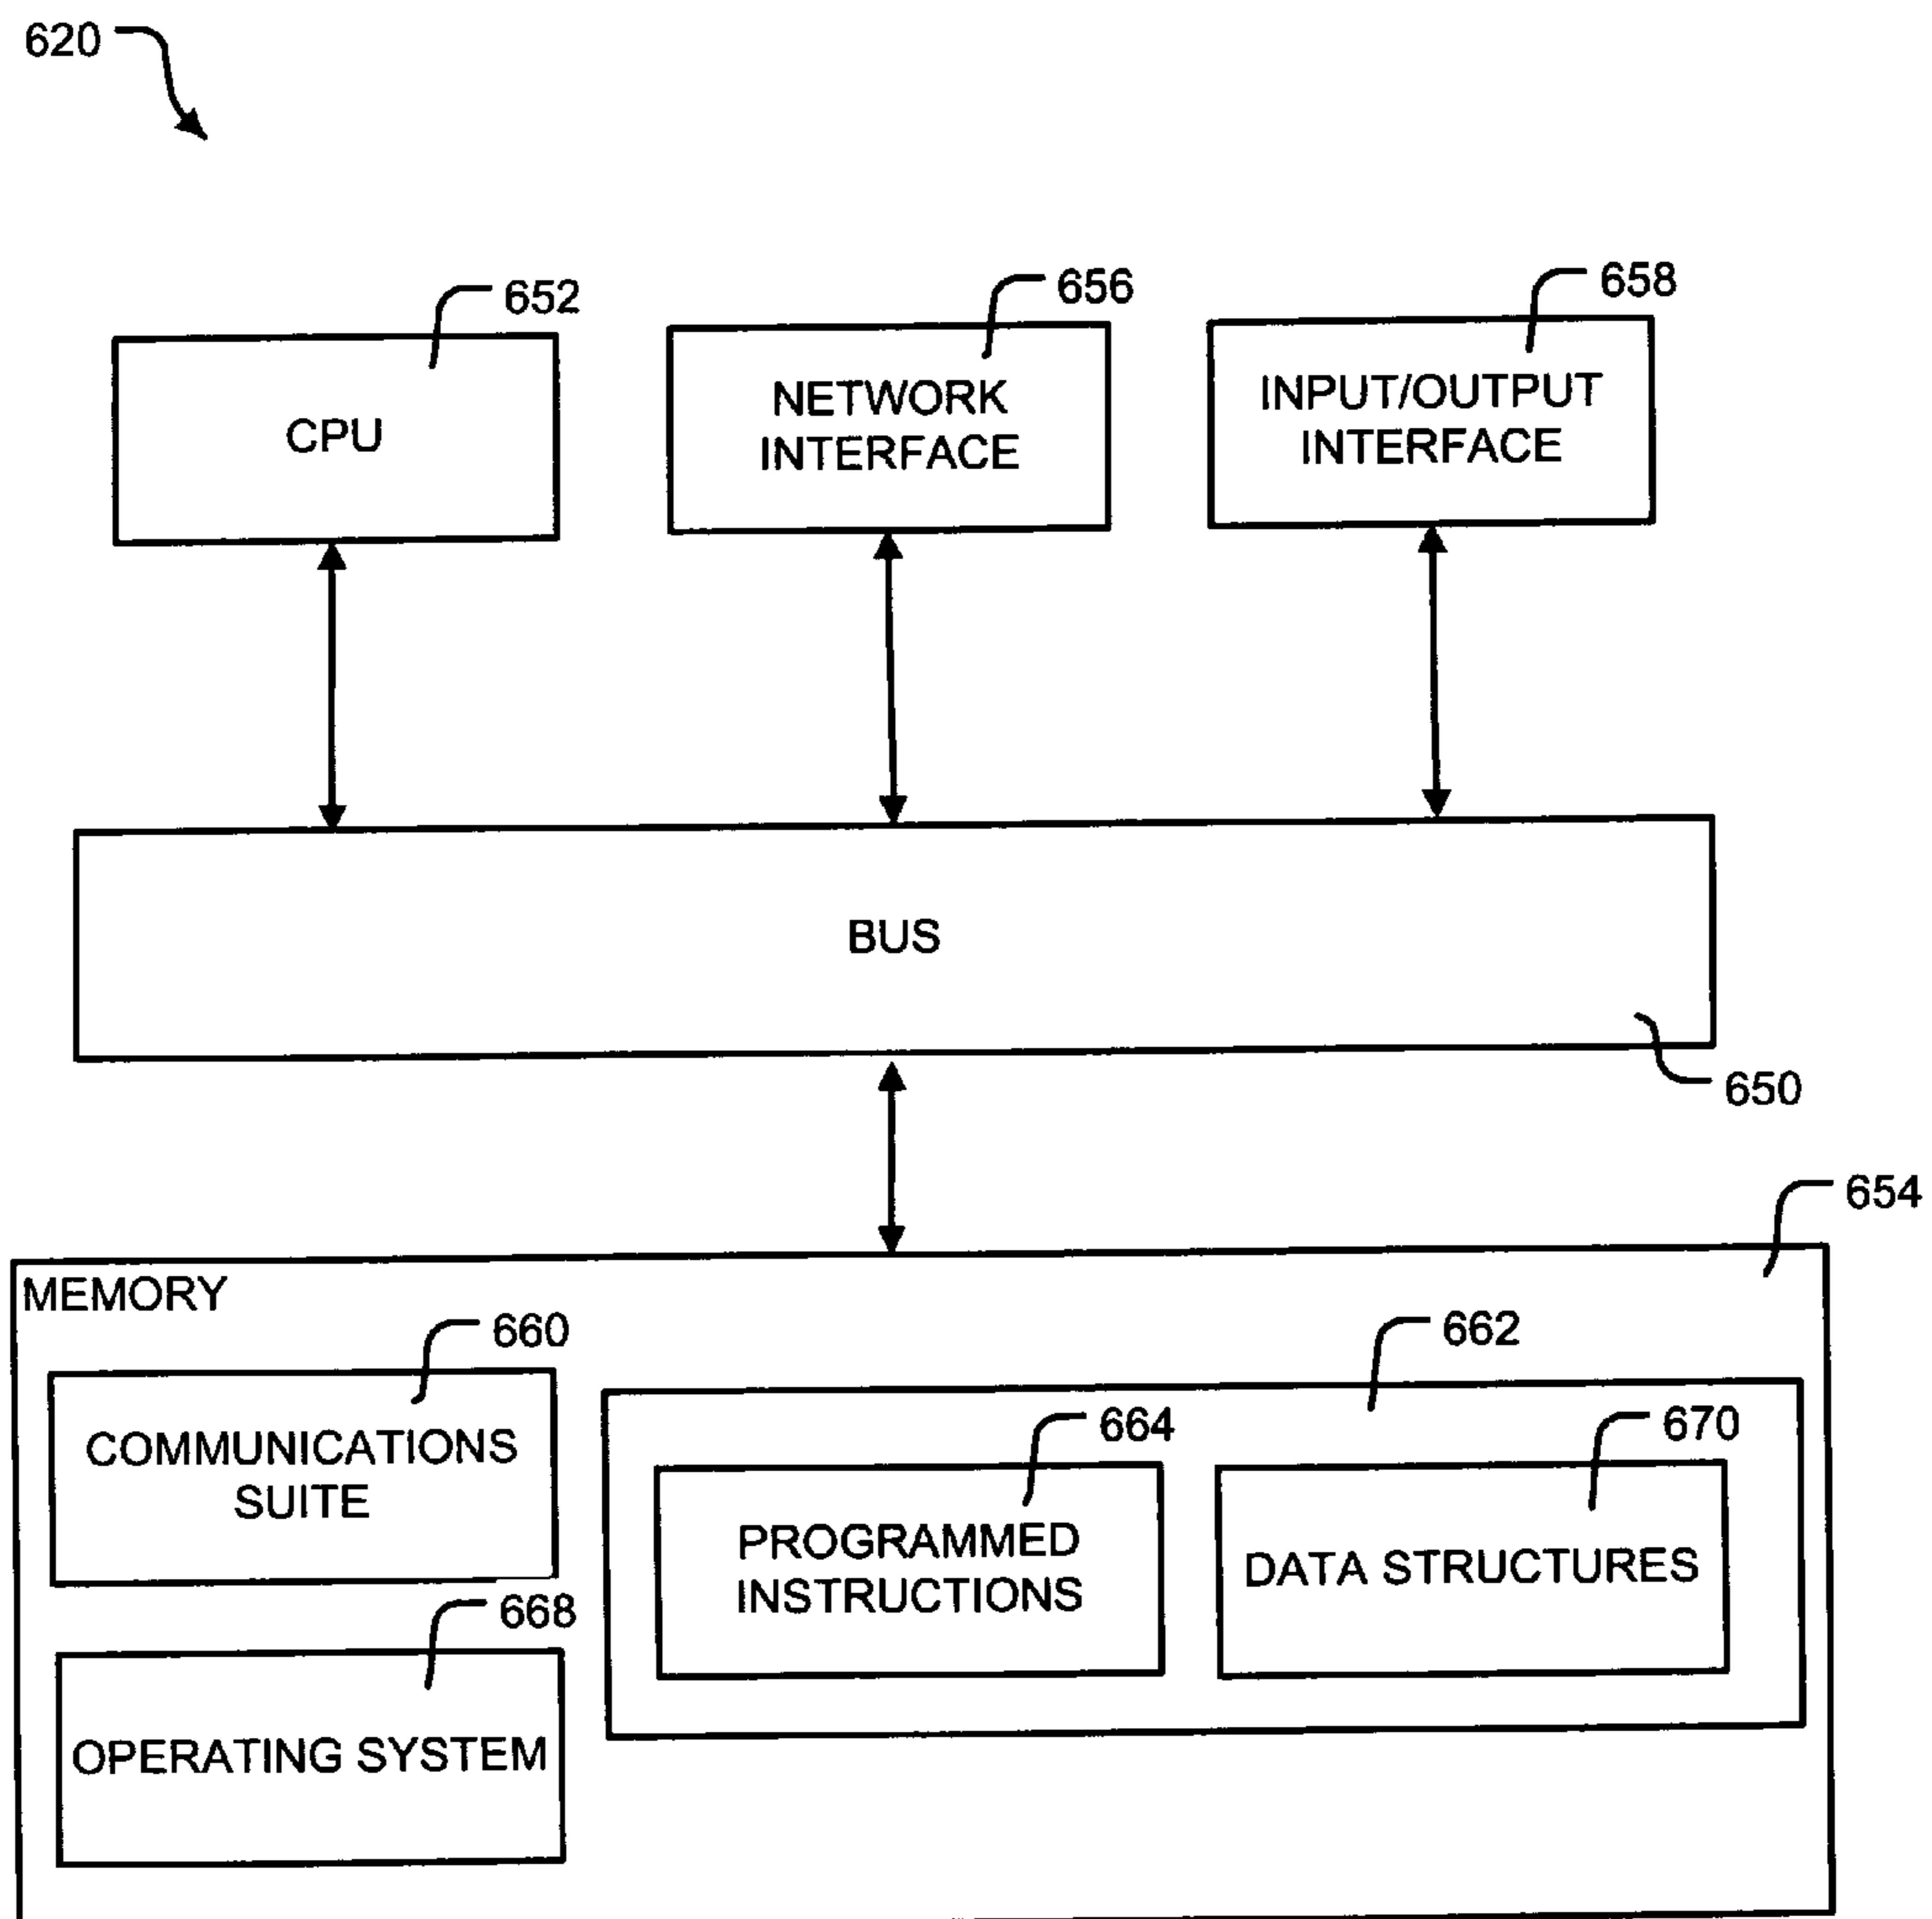 620
652
656
658
CPU
NETWORK
INTERFACE
INPUT/OUTPUT
INTERFACE
BUS
650
654
MEMORY
660
662
COMMUNICATIONS
SUITE
664
670
PROGRAMMED
INSTRUCTIONS
DATA STRUCTURES
668
OPERATING SYSTEM